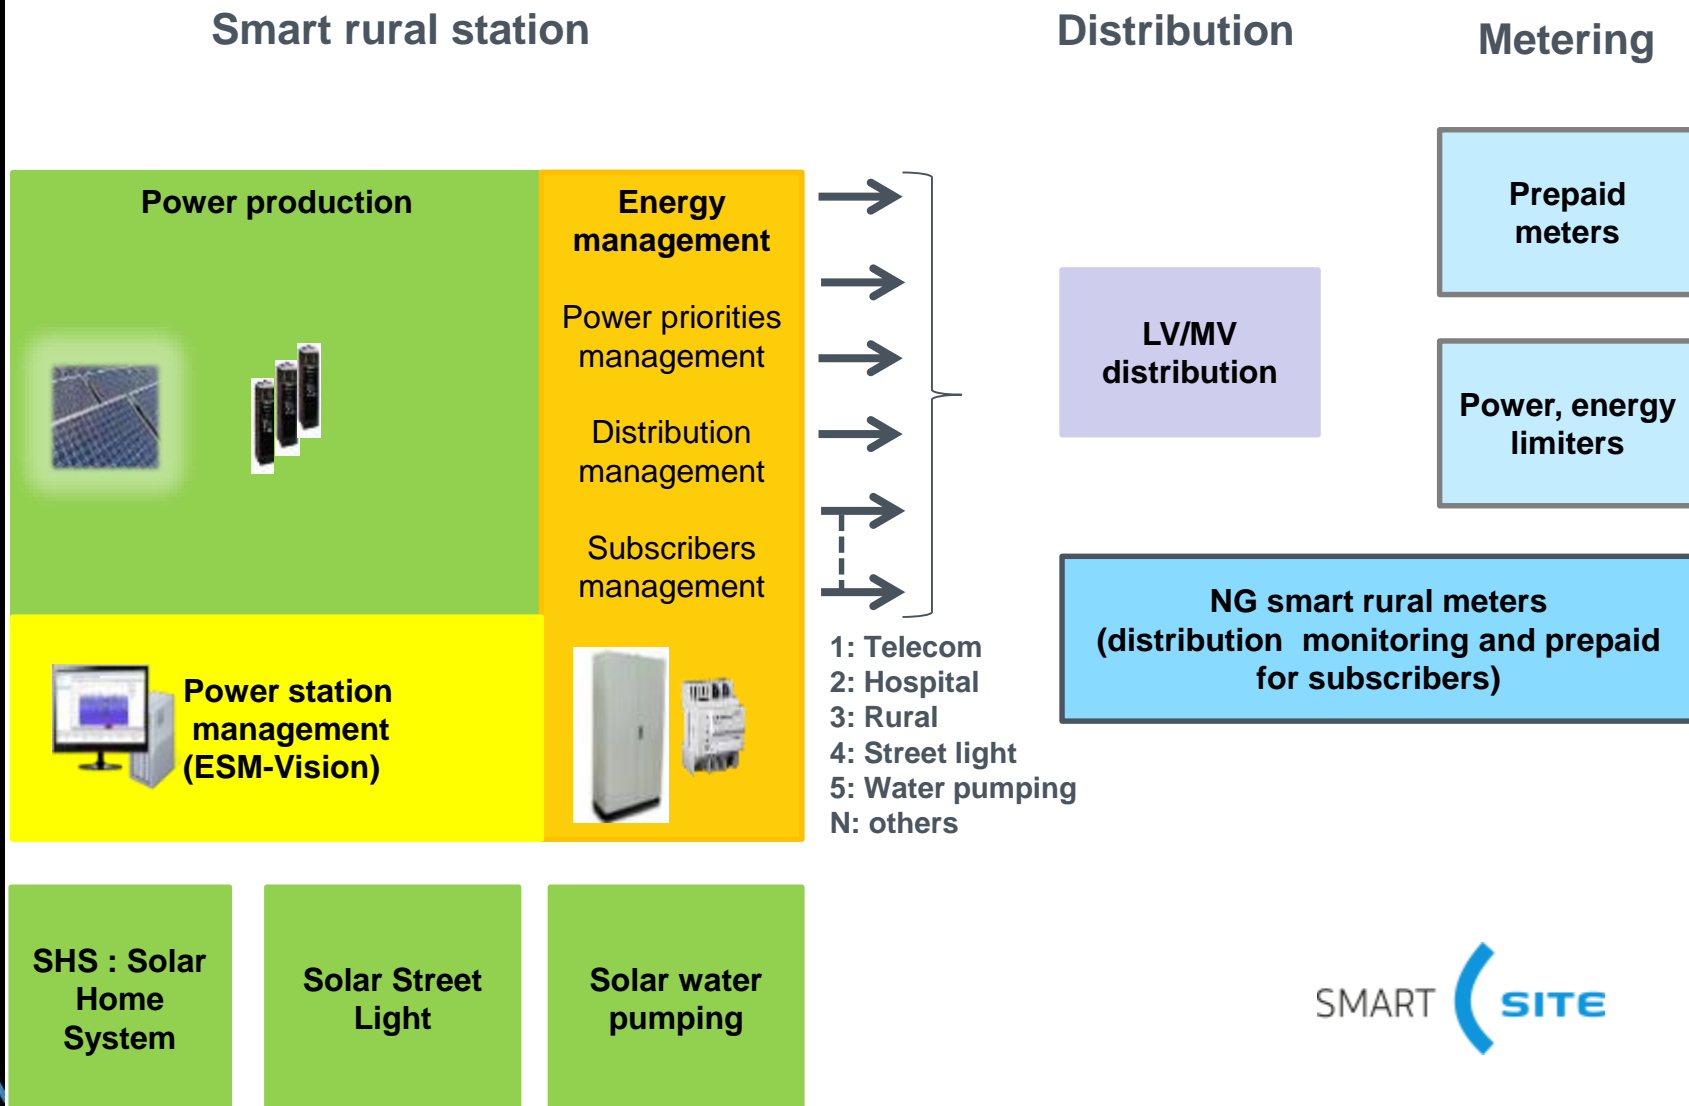 Smart rural station
Distribution
Metering
Power production
Energy
management
Power priorities
management
Distribution
management
Subscribers
management
Power station
management
(ESM-Vision)
1: Telecom
2: Hospital
3: Rural
4: Street light
5: Water pumping
N: others
LV/MV
distribution
Prepaid
meters
Power, energy
limiters
NG smart rural meters
(distribution monitoring and prepaid
for subscribers)
SHS : Solar
Home
System
Solar Street
Light
Solar water
pumping
SMART SITE